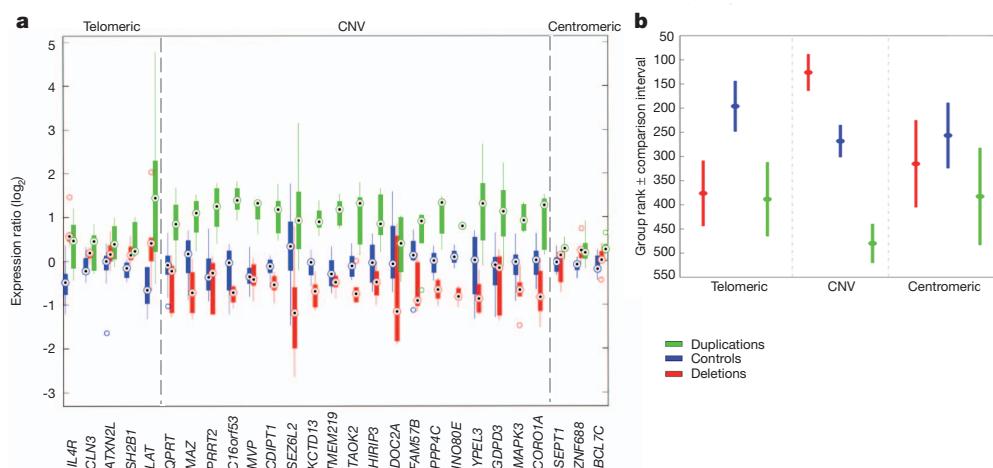 a
Telomeric
CNV
Centromeric
Expression ratio (log2)
5
4
3
2
1
0
-1
-2
-3
IL4R
CLN3
ATXN2L
SH2B1
LAT
QPRT
MAZ
PRRT2
C16orf53
MVP
CDIPT1
SEZ6L2
KCTD13
TMEM219
TAOK2
HIRIP3
DOC2A
FAM57B
PPP4C
INO80E
YPEL3
GDPD3
MAPK3
CORO1A
SEPT1
ZNF688
BCL7C
b
Group rank ± comparison interval
50
100
150
200
250
300
350
400
450
500
550
Telomeric
CNV
Centromeric
Duplications
Controls
Deletions